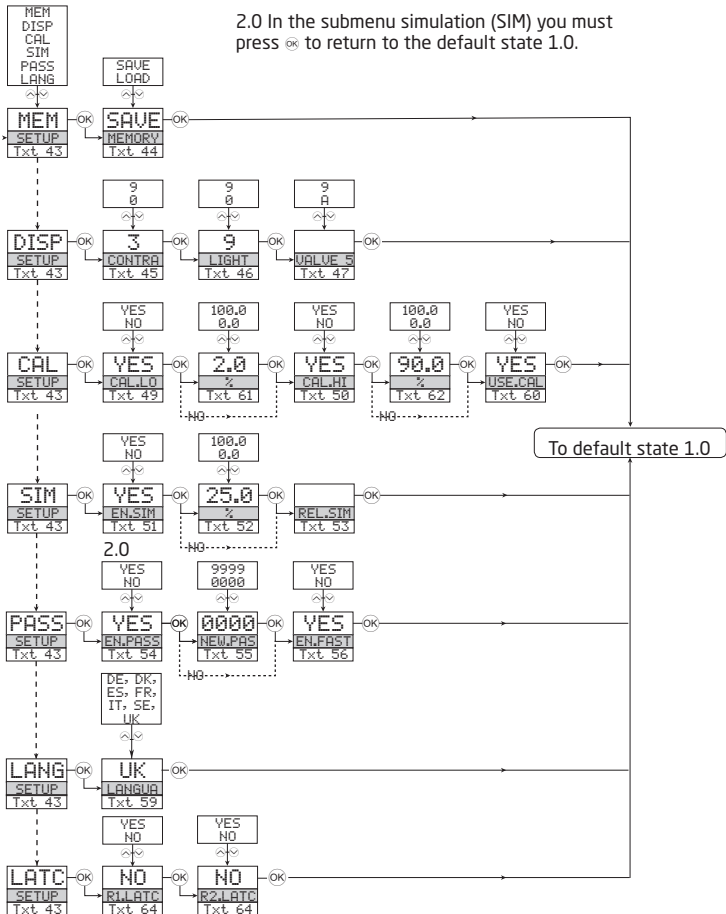 2.0 In the submenu simulation (SIM) you must
press OK to return to the default state 1.0.
MEM
DISP
CAL
SIM
PASS
LANG
SAVE
LOAD
MEM OK SAVE OK
SETUP MEMORY
Txt 43 Txt 44
9 9 9
0 0 A
DISP OK 3 OK 9 OK OK
SETUP CONTRA LIGHT VALVE 5
Txt 43 Txt 45 Txt 46 Txt 47
YES 100.0 YES 100.0 YES
NO 0.0 NO 0.0 NO
CAL OK YES OK 2.0 OK YES OK 90.0 OK YES OK
SETUP CAL.LO % CAL.HI % USE.CAL
Txt 43 Txt 49 Txt 61 Txt 50 Txt 62 Txt 60
NO NO
To default state 1.0
YES 100.0
NO 0.0
SIM OK YES OK 25.0 OK OK
SETUP EN.SIM % REL.SIM
Txt 43 Txt 51 Txt 52 Txt 53
NO
2.0
YES 9999 YES
NO 0000 NO
PASS OK YES OK 0000 OK YES OK
SETUP EN.PASS NEW.PAS EN.FAST
Txt 43 Txt 54 Txt 55 Txt 56
NO
DE, DK,
ES, FR,
IT, SE,
UK
LANG OK UK OK
SETUP LANGUA
Txt 43 Txt 59
YES YES
NO NO
LATC OK NO OK NO OK
SETUP R1.LATC R2.LATC
Txt 43 Txt 64 Txt 64